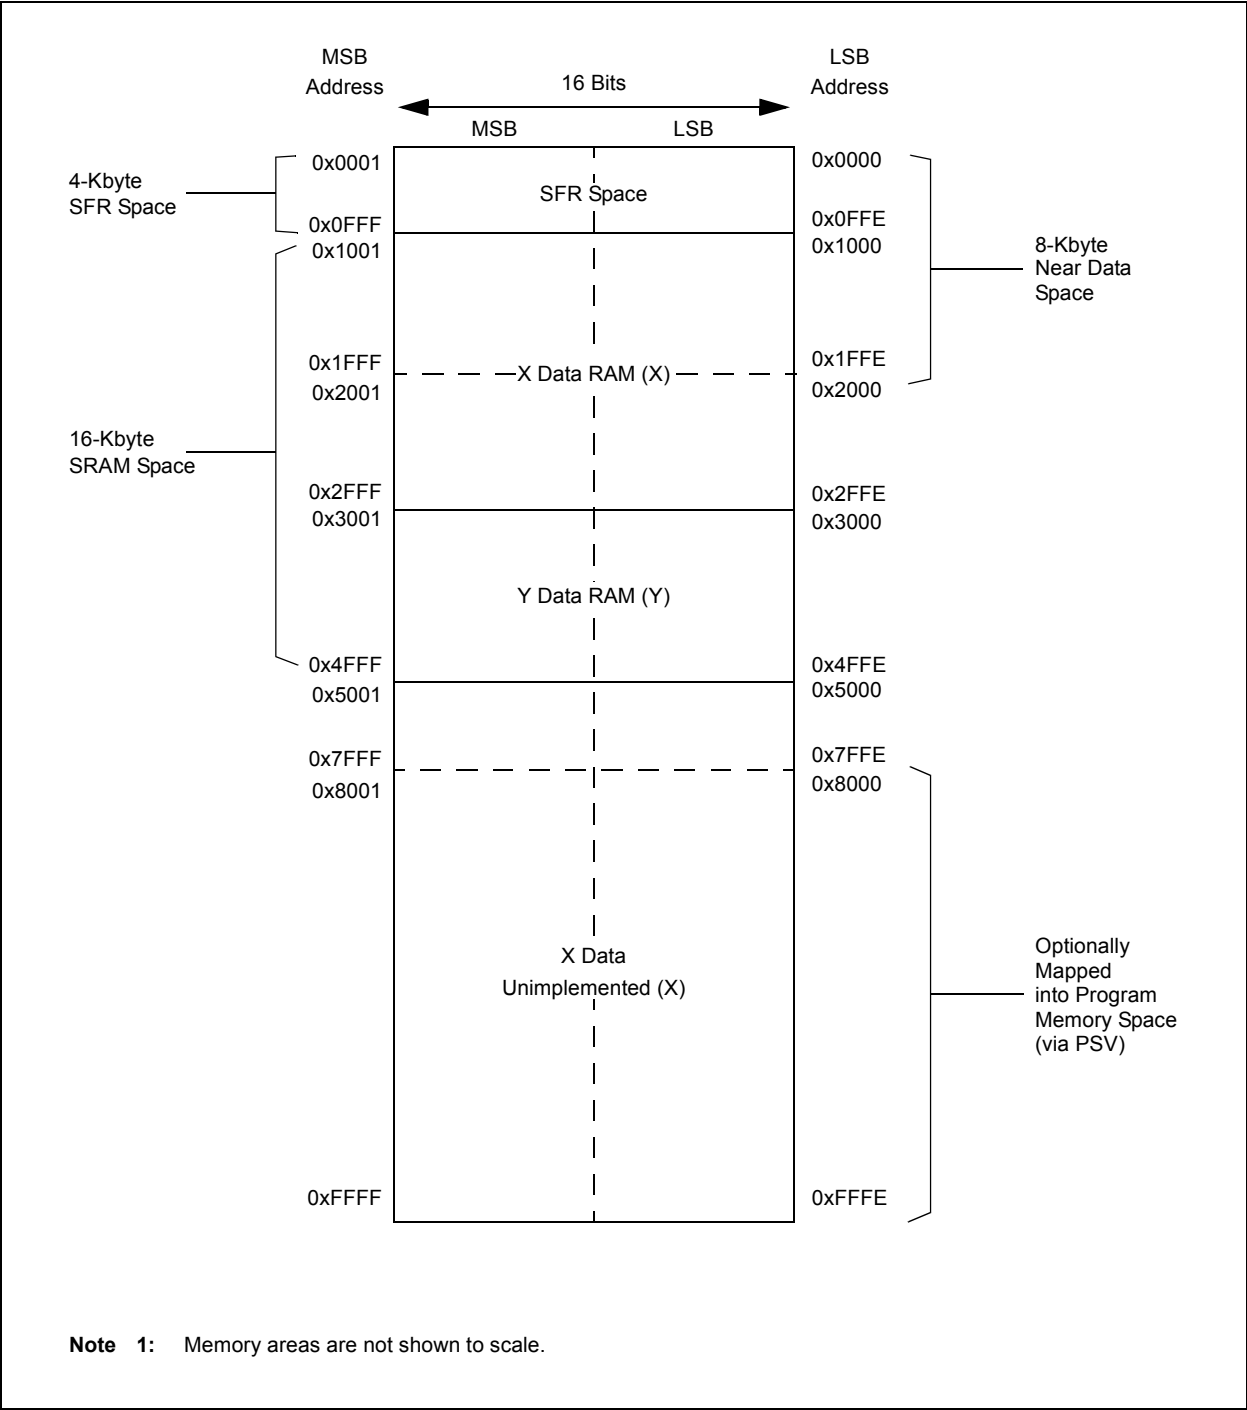 MSB
Address
16 Bits
LSB
Address
MSB
LSB
4-Kbyte
SFR Space
0x0001
0x0FFF
0x1001
0x1FFF
0x2001
16-Kbyte
SRAM Space
0x2FFF
0x3001
0x4FFF
0x5001
0x7FFF
0x8001
0xFFFF
SFR Space
X Data RAM (X)
Y Data RAM (Y)
X Data
Unimplemented (X)
0x0000
0x0FFE
0x1000
0x1FFE
0x2000
0x2FFE
0x3000
0x4FFE
0x5000
0x7FFE
0x8000
0xFFFE
8-Kbyte
Near Data
Space
Optionally
Mapped
into Program
Memory Space
(via PSV)
Note 1: Memory areas are not shown to scale.